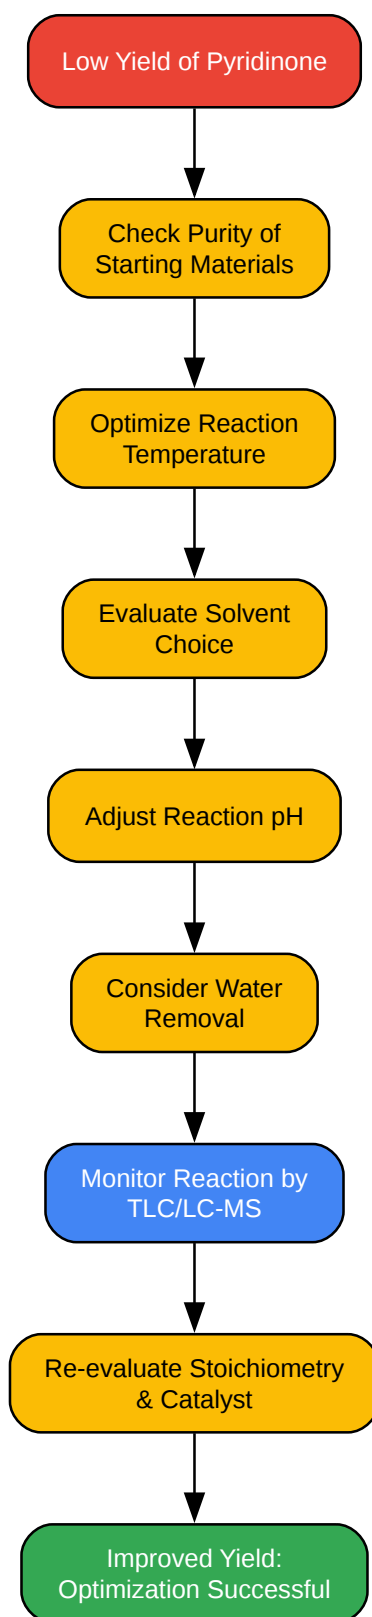 Low Yield of Pyridinone
Check Purity of
Starting Materials
Optimize Reaction
Temperature
Evaluate Solvent
Choice
Adjust Reaction pH
Consider Water
Removal
Monitor Reaction by
TLC/LC-MS
Re-evaluate Stoichiometry
& Catalyst
Improved Yield:
Optimization Successful